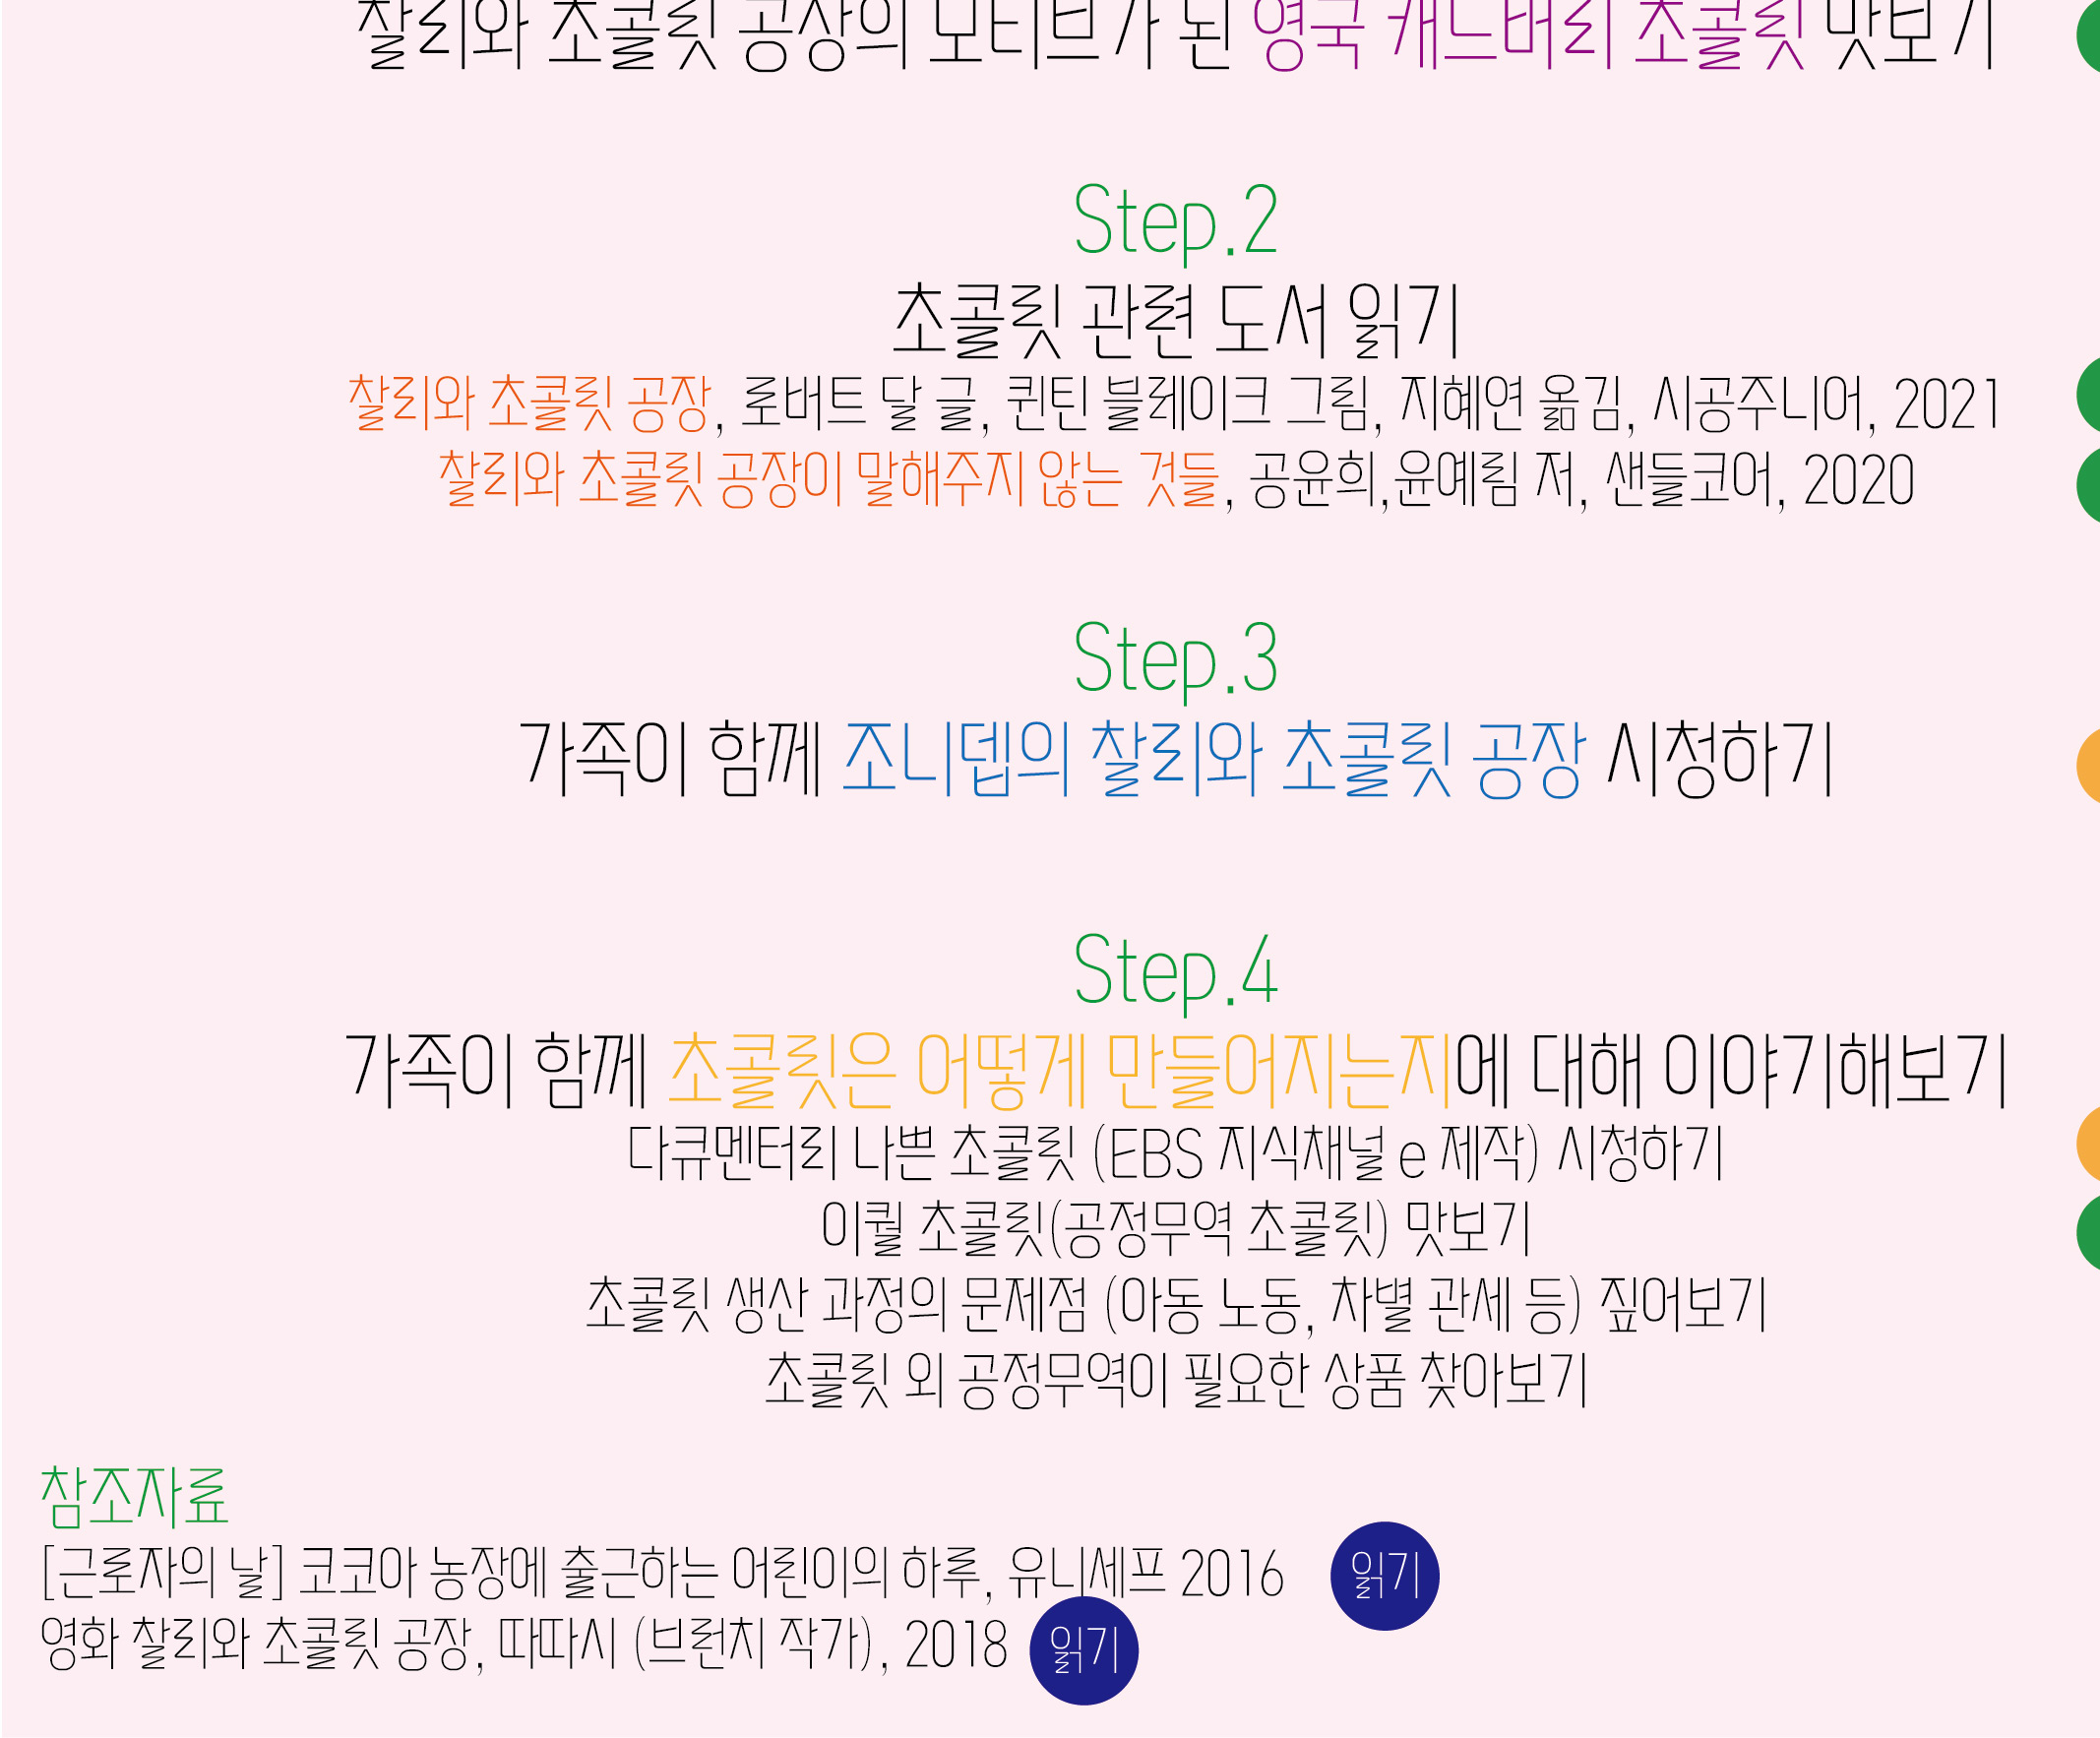 찰리와 초콜릿 공장의 모티브가 된 영국 캐드버리 초콜릿 맛보기
Step.2
초콜릿 관련 도서 읽기
찰리와 초콜릿 공장, 로버트 달 글, 퀸틴 블레이크 그림, 지혜연 옮김, 시공주니어, 2021
찰리와 초콜릿 공장이 말해주지 않는 것들, 공윤희,윤예림 저, 샌들코어, 2020
Step.3
가족이 함께 조니뎁의 찰리와 초콜릿 공장 시청하기
Step.4
가족이 함께 초콜릿은 어떻게 만들어지는지에 대해 이야기해보기
다큐멘터리 나쁜 초콜릿 (EBS 지식채널 e 제작) 시청하기
이퀄 초콜릿(공정무역 초콜릿) 맛보기
초콜릿 생산 과정의 문제점 (아동 노동, 차별 관세 등) 짚어보기
초콜릿 외 공정무역이 필요한 상품 찾아보기
참조자료
[근로자의 날] 코코아 농장에 출근하는 어린이의 하루, 유니세프 2016 읽기
영화 찰리와 초콜릿 공장, 따따시 (브런치 작가), 2018 읽기